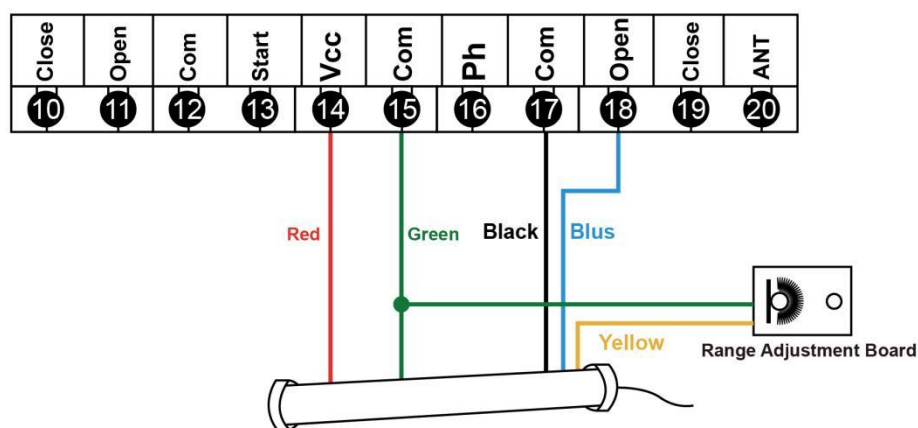 Close Open Com Start Vcc Com Ph Com Open Close ANT
10 11 12 13 14 15 16 17 18 19 20
Red Green Black Blus
Yellow
Range Adjustment Board